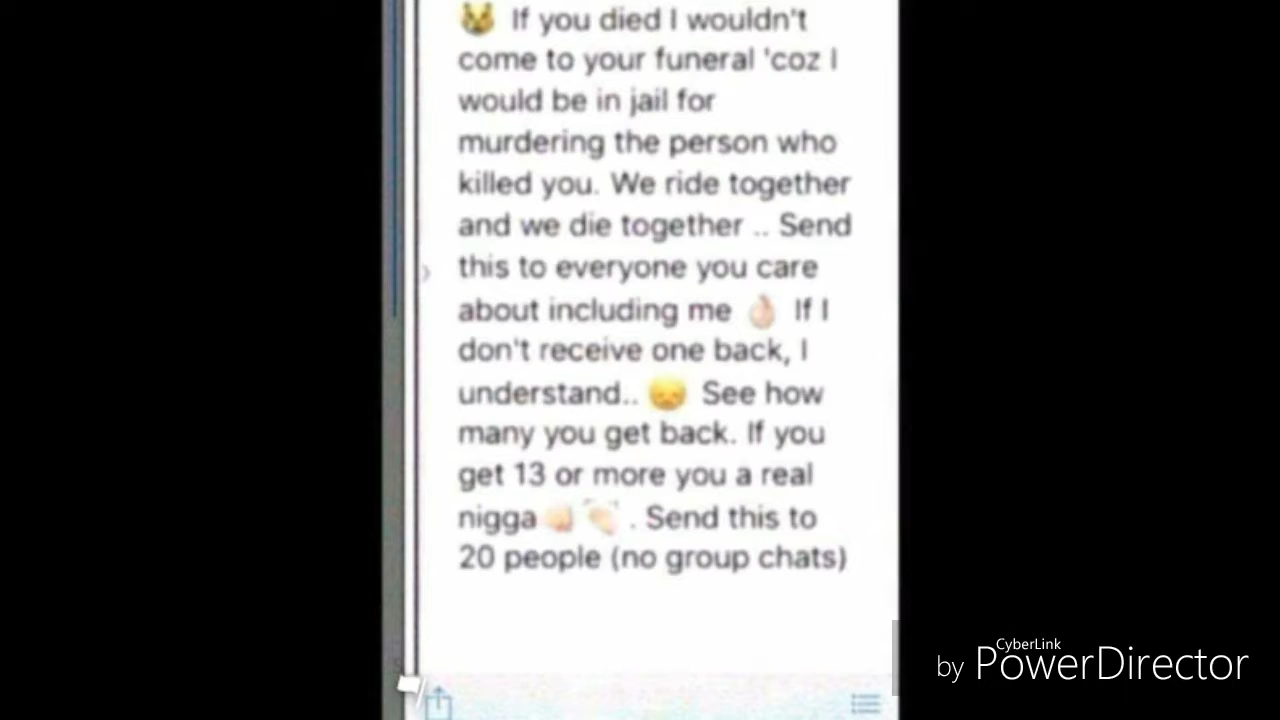 😾 If you died I wouldn't
come to your funeral 'coz I
would be in jail for
murdering the person who
killed you. We ride together
and we die together .. Send
this to everyone you care
about including me 👌🏻 If I
don't receive one back, I
understand.. 😞 See how
many you get back. If you
get 13 or more you a real
nigga👊🏻👏🏻 . Send this to
20 people (no group chats)
CyberLink
by PowerDirector